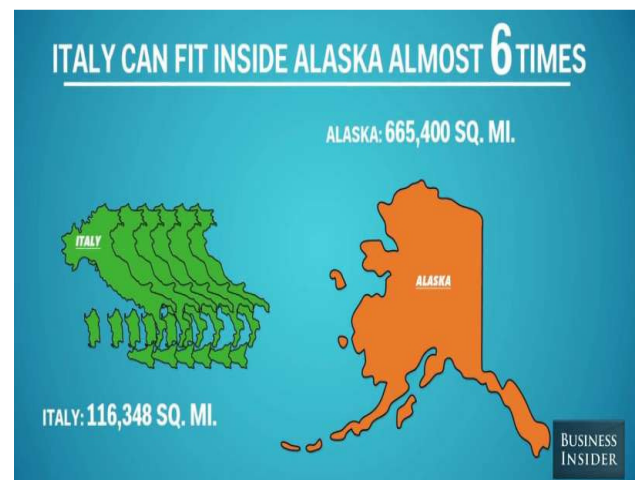 ITALY CAN FIT INSIDE ALASKA ALMOST 6 TIMES
ALASKA: 665,400 SQ. MI.
ITALY
ALASKA
ITALY: 116,348 SQ. MI.
BUSINESS
INSIDER